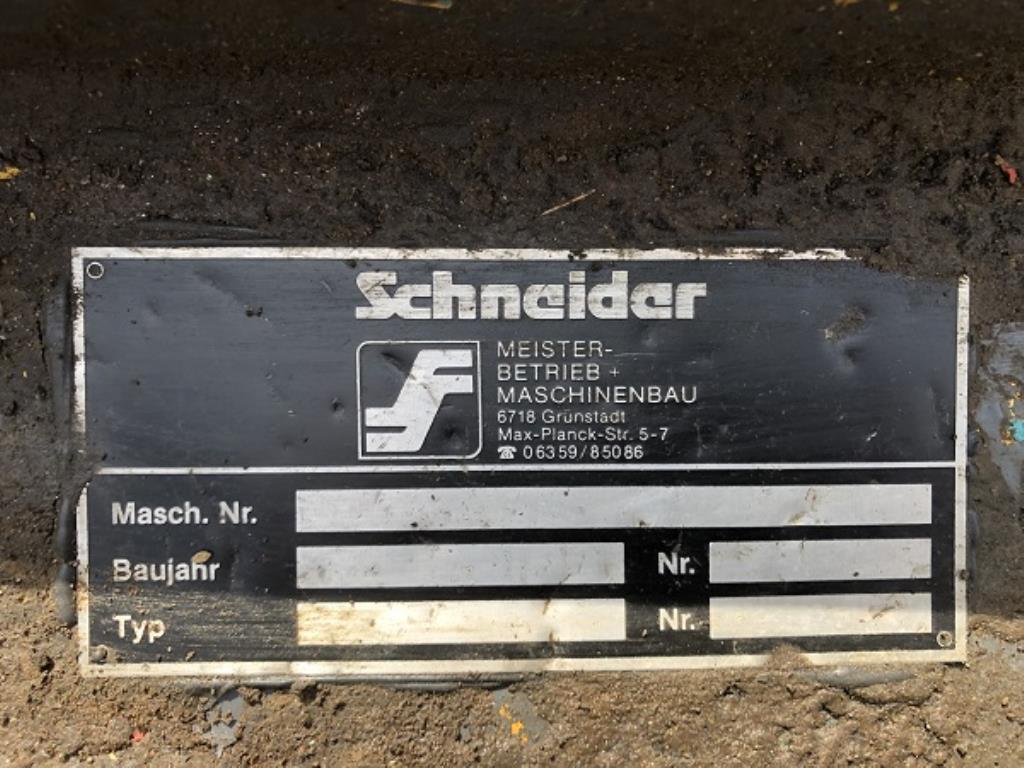 Schneider
MEISTER-
BETRIEB +
MASCHINENBAU
6718 Grünstadt
Max-Planck-Str. 5-7
☎ 06359/85086
Masch. Nr.
Baujahr Nr.
Typ Nr.